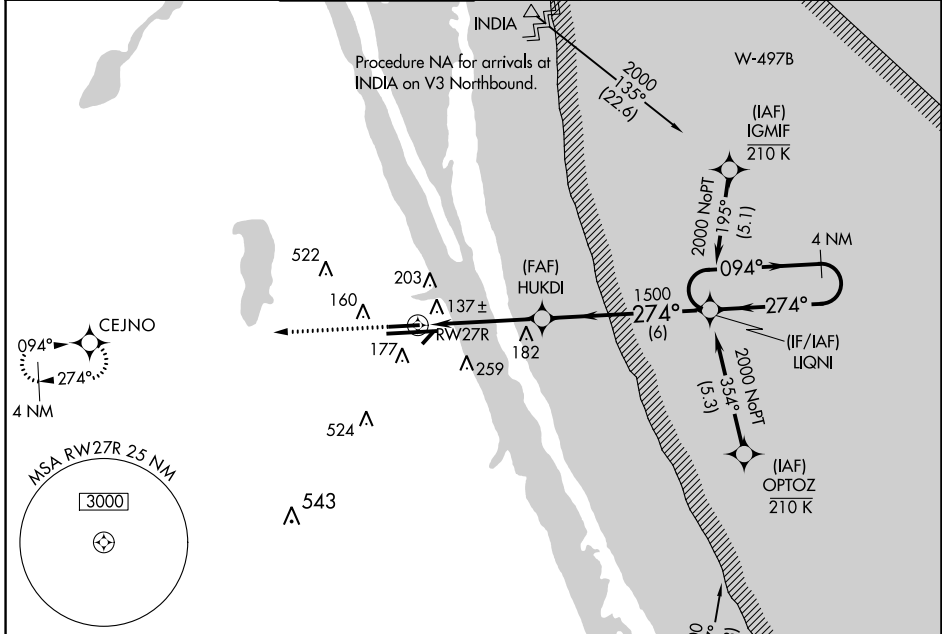 INDIA
Procedure NA for arrivals at
INDIA on V3 Northbound.
2000
135°
(22.6)
W-497B
(IAF)
IGMIF
210 K
2000 NoPT
195°
(5.1)
4 NM
094°
274°
522
203
160
137±
(FAF)
HUKDI
1500
274°
(6)
RW27R
177
182
259
(IF/IAF)
LIQNI
CEJNO
094°
274°
4 NM
2000 NoPT
354°
(5.3)
524
(IAF)
OPTOZ
210 K
MSA RW27R 25 NM
3000
543